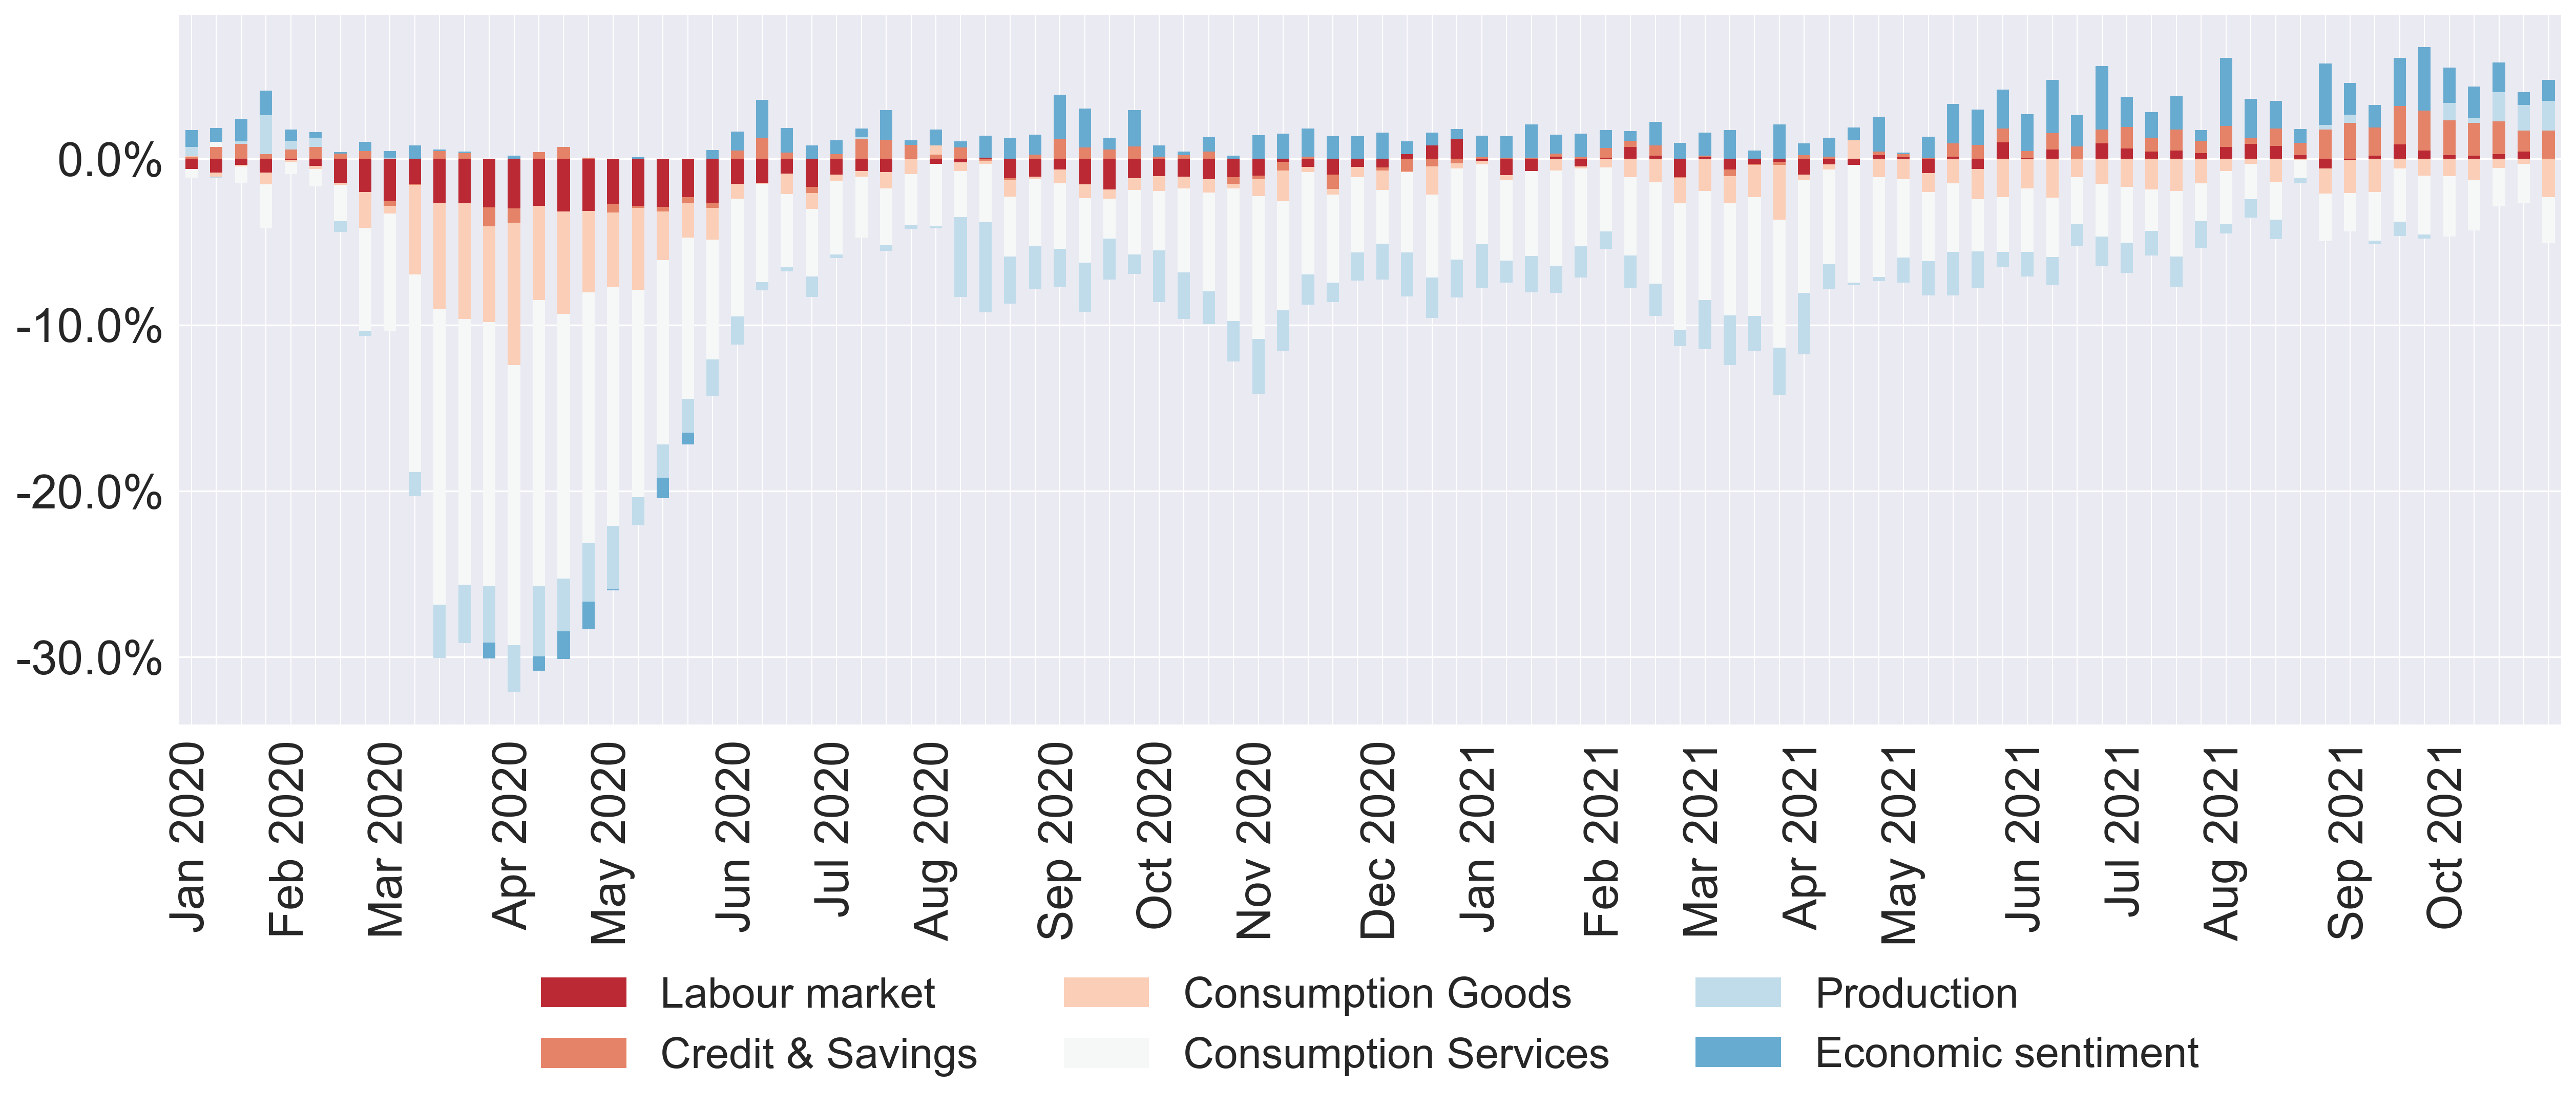 0.0%
-10.0%
-20.0%
-30.0%
Jan 2020
Feb 2020
Mar 2020
Apr 2020
May 2020
Jun 2020
Jul 2020
Aug 2020
Sep 2020
Oct 2020
Nov 2020
Dec 2020
Jan 2021
Feb 2021
Mar 2021
Apr 2021
May 2021
Jun 2021
Jul 2021
Aug 2021
Sep 2021
Oct 2021
Labour market
Credit & Savings
Consumption Goods
Consumption Services
Production
Economic sentiment